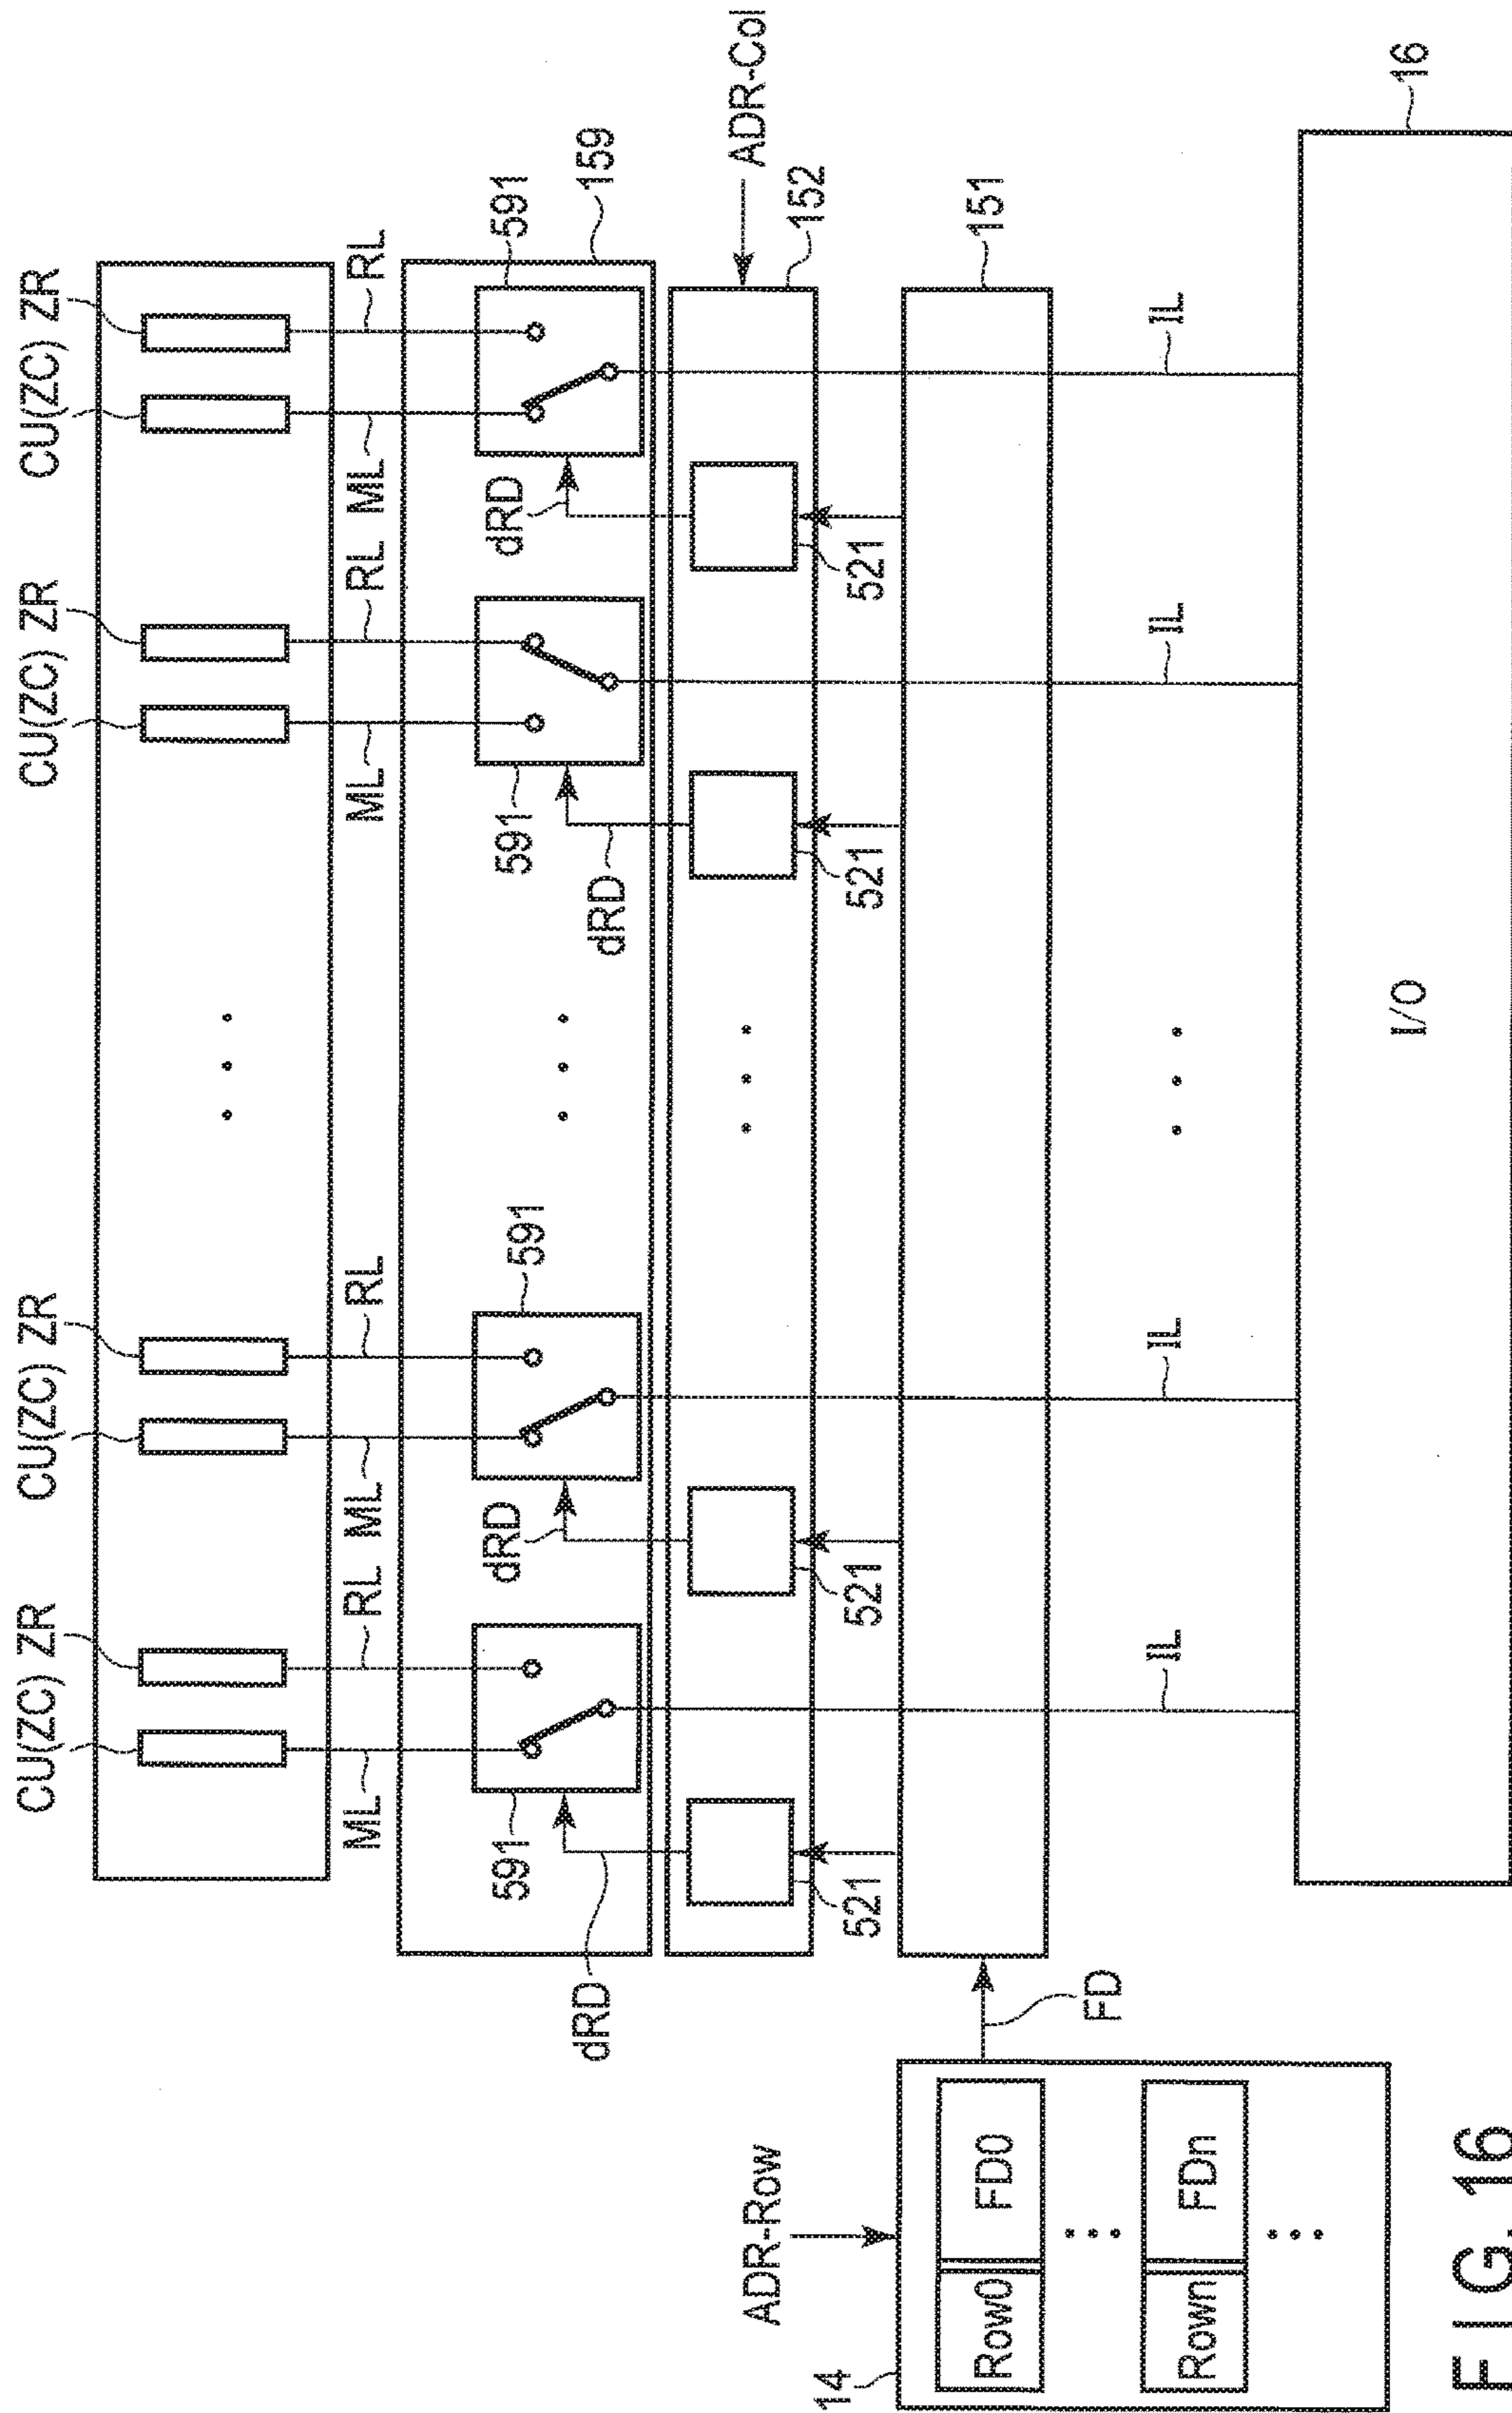 CU(ZC) ZR
CU(ZC) ZR
CU(ZC) ZR
CU(ZC) ZR
ML
RL
ML
RL
ML
RL
ML
RL
591
591
591
591
159
dRD
dRD
dRD
dRD
ADR-Col
152
521
521
521
521
ADR-Row
14
Row0
FD0
Rown
FDn
FD
151
IL
IL
IL
IL
16
I/O
FIG. 16